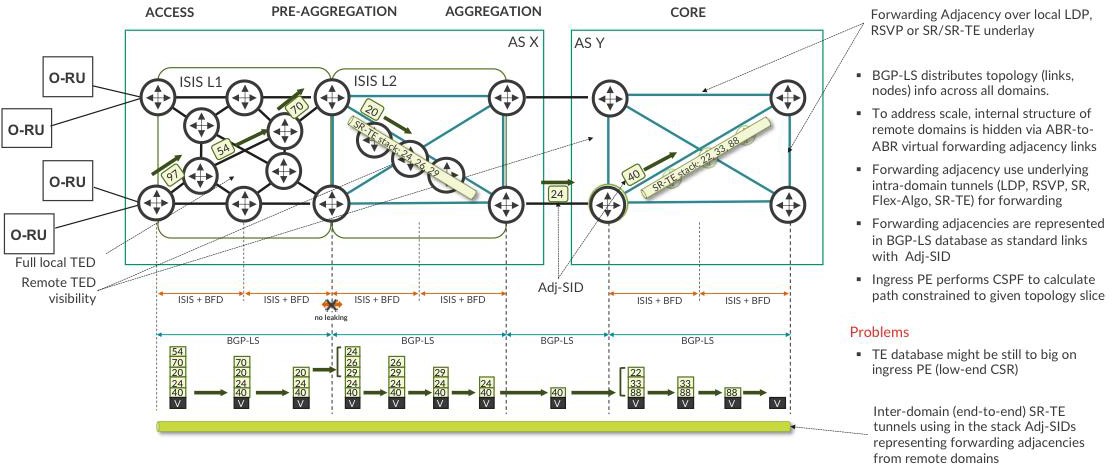 ACCESS
PRE-AGGREGATION
AGGREGATION
CORE
AS X
AS Y
ISIS L1
ISIS L2
O-RU
O-RU
O-RU
O-RU
97
54
70
20
SR-TE stack: 24, 26, 29
24
40
SR-TE stack: 22, 33, 88
Full local TED
Remote TED
visibility
Adj-SID
ISIS + BFD
ISIS + BFD
ISIS + BFD
ISIS + BFD
ISIS + BFD
ISIS + BFD
no leaking
BGP-LS
BGP-LS
BGP-LS
BGP-LS
54
70
20
24
40
V
70
20
24
40
V
20
24
40
V
24
26
29
24
40
V
26
29
24
40
V
29
24
40
V
24
40
V
40
V
22
33
88
V
33
88
V
88
V
V
Forwarding Adjacency over local LDP,
RSVP or SR/SR-TE underlay
▪ BGP-LS distributes topology (links,
nodes) info across all domains.
▪ To address scale, internal structure of
remote domains is hidden via ABR-to-
ABR virtual forwarding adjacency links
▪ Forwarding adjacency use underlying
intra-domain tunnels (LDP, RSVP, SR,
Flex-Algo, SR-TE) for forwarding
▪ Forwarding adjacencies are represented
in BGP-LS database as standard links
with Adj-SID
▪ Ingress PE performs CSPF to calculate
path constrained to given topology slice
Problems
▪ TE database might be still to big on
ingress PE (low-end CSR)
Inter-domain (end-to-end) SR-TE
tunnels using in the stack Adj-SIDs
representing forwarding adjacencies
from remote domains